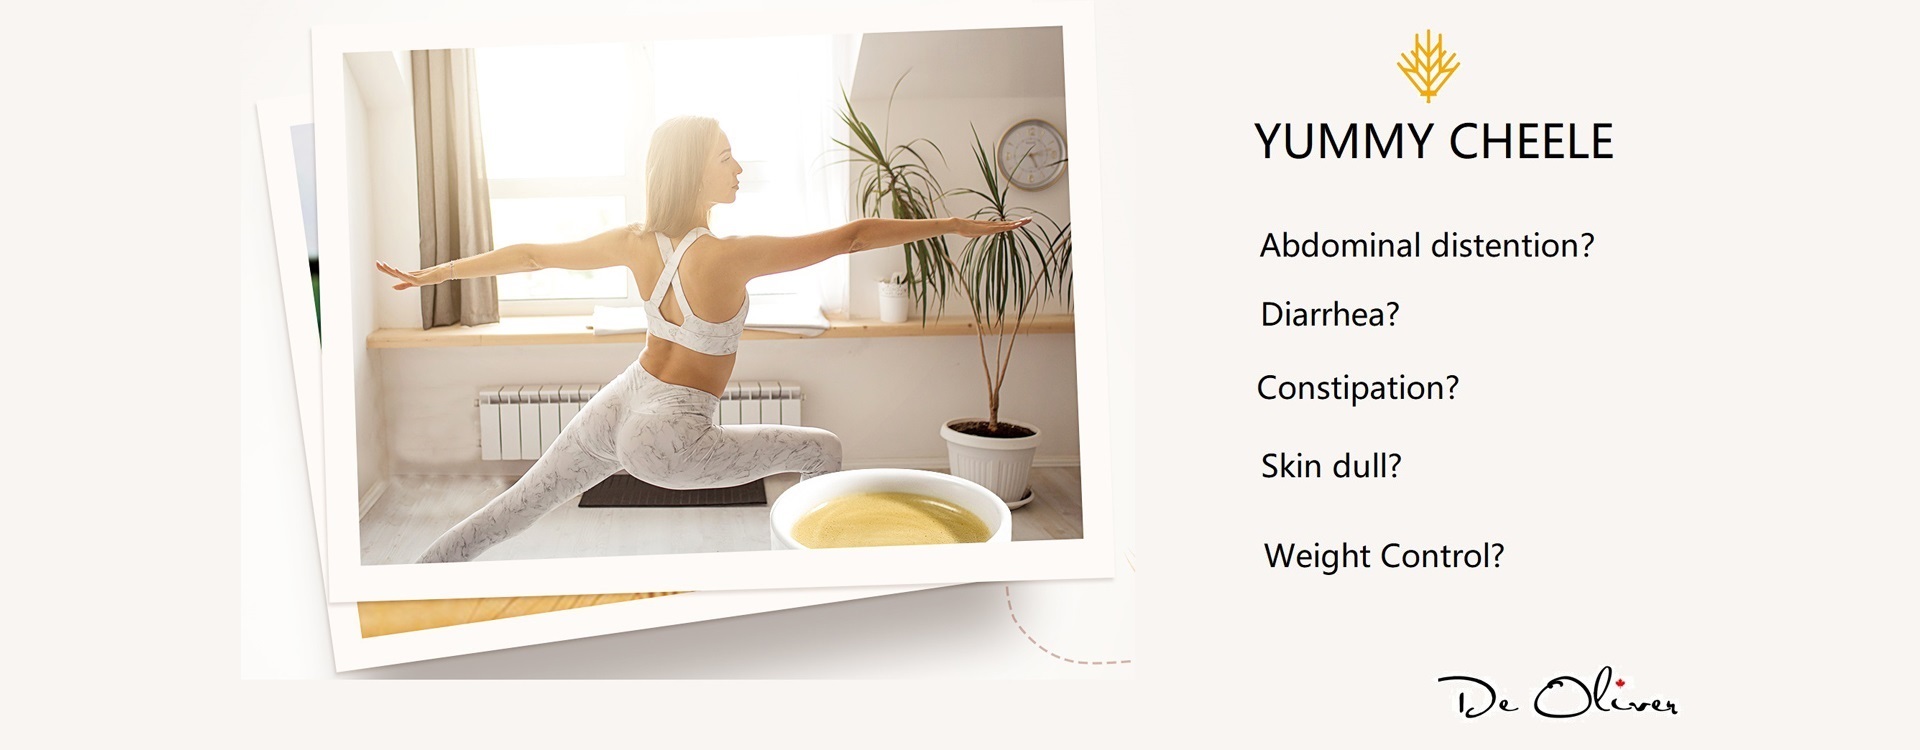 YUMMY CHEELE
Abdominal distention?
Diarrhea?
Constipation?
Skin dull?
Weight Control?
De Oliver